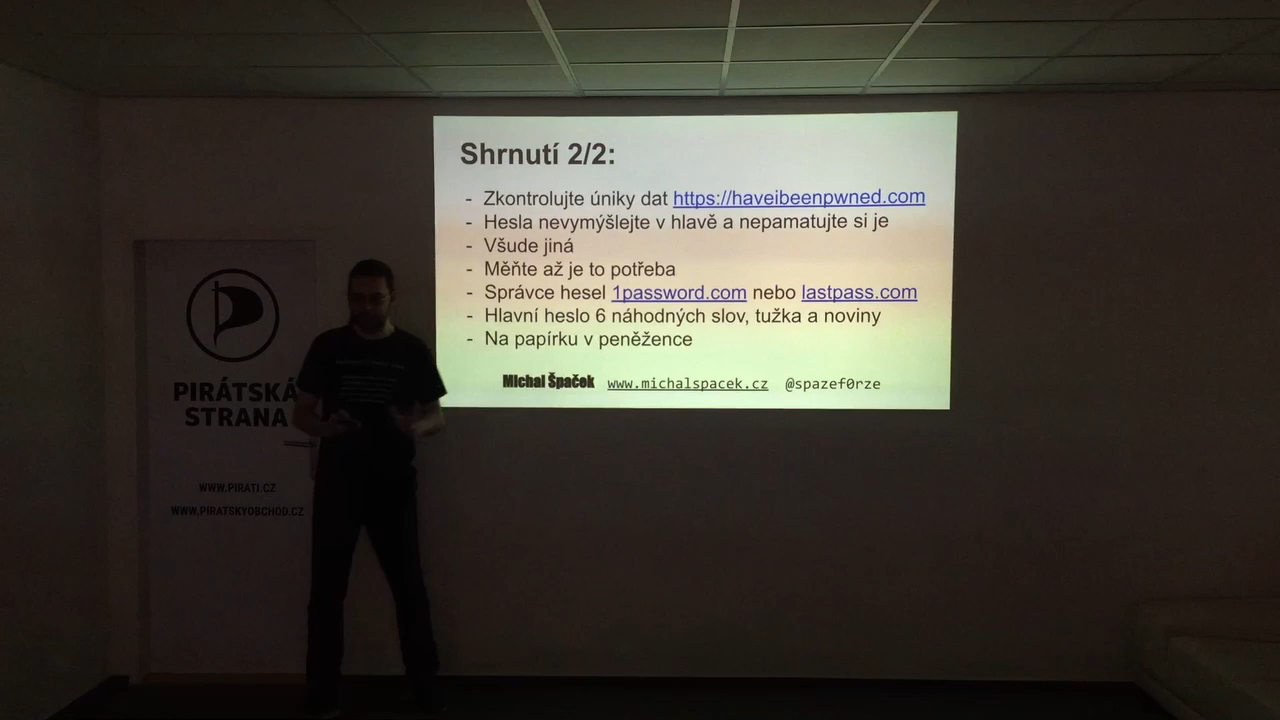 Shrnutí 2/2:
- Zkontrolujte úniky dat https://haveibeenpwned.com
- Hesla nevymýšlejte v hlavě a nepamatujte si je
- Všude jiná
- Měňte až je to potřeba
- Správce hesel 1password.com nebo lastpass.com
- Hlavní heslo 6 náhodných slov, tužka a noviny
- Na papírku v peněžence
Michal Špaček www.michalspacek.cz @spazef0rze
PIRÁTSKÁ
STRANA
WWW.PIRATI.CZ
WWW.PIRATSKYOBCHOD.CZ